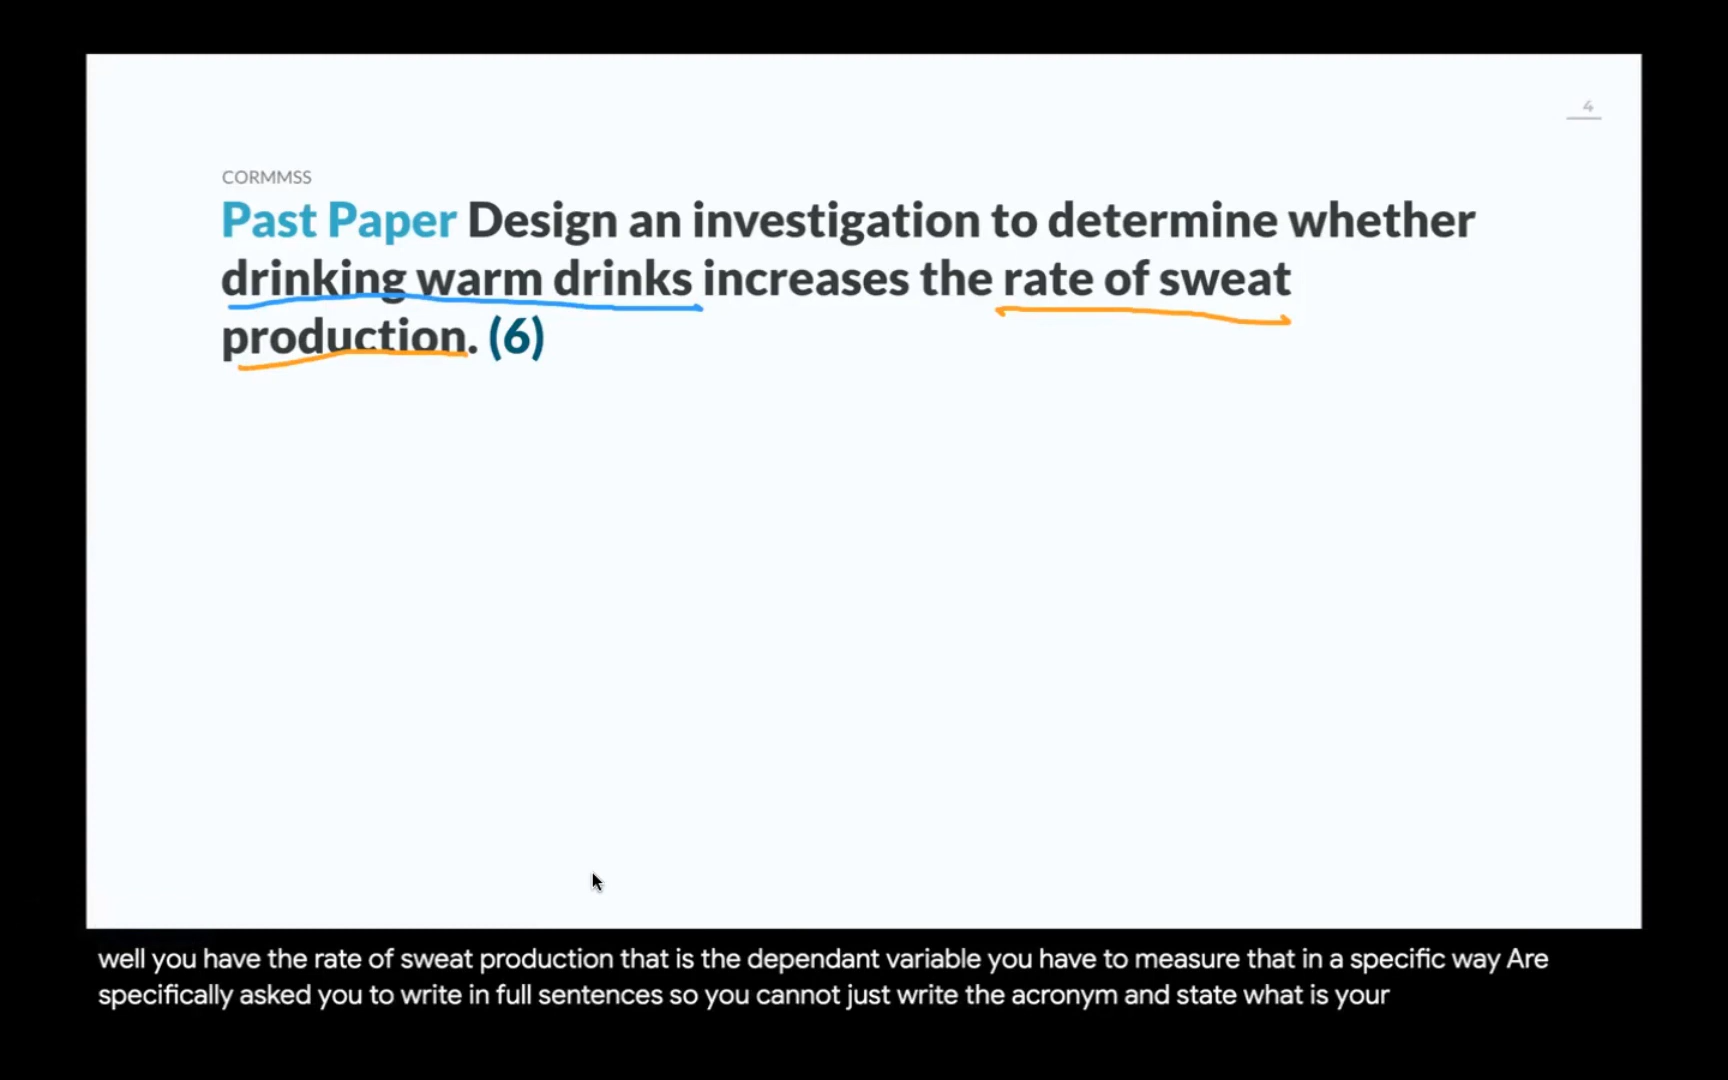 4
CORMMSS
Past Paper Design an investigation to determine whether
drinking warm drinks increases the rate of sweat
production. (6)
well you have the rate of sweat production that is the dependant variable you have to measure that in a specific way Are
specifically asked you to write in full sentences so you cannot just write the acronym and state what is your